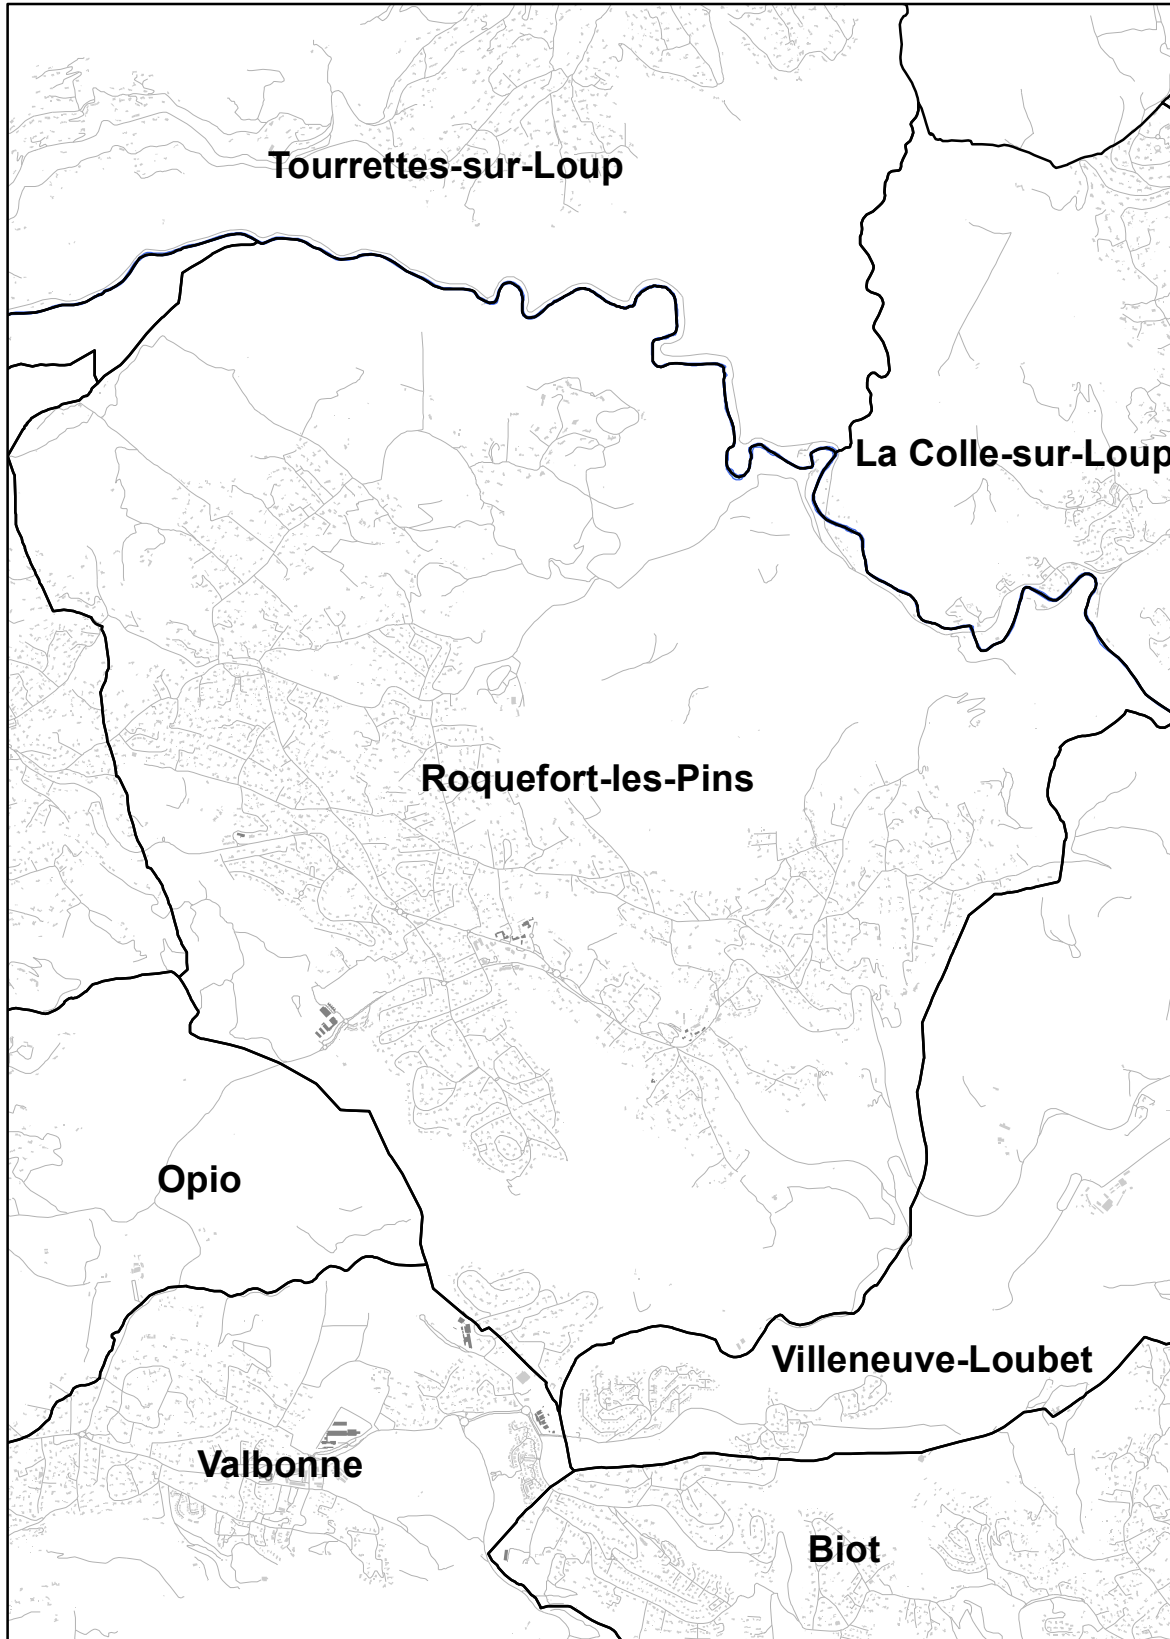 Tourrettes-sur-Loup
La Colle-sur-Loup
Roquefort-les-Pins
Opio
Villeneuve-Loubet
Valbonne
Biot